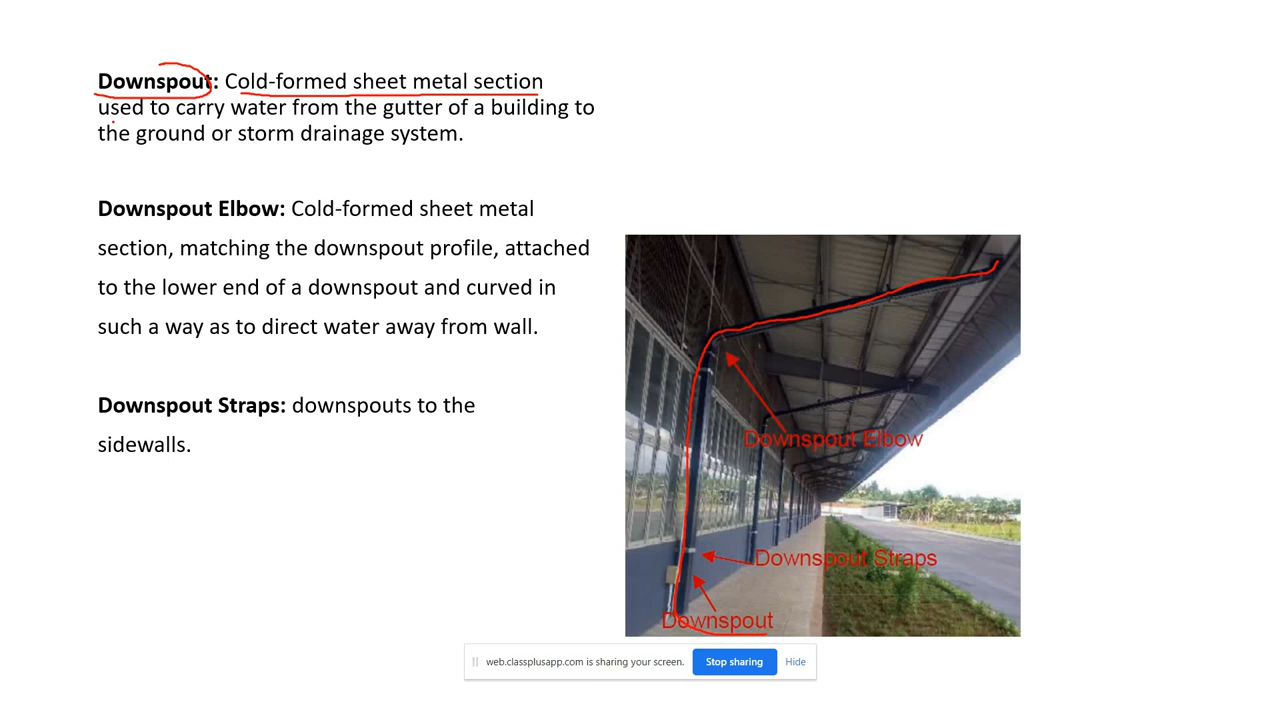 Downspout: Cold-formed sheet metal section
used to carry water from the gutter of a building to
the ground or storm drainage system.
Downspout Elbow: Cold-formed sheet metal
section, matching the downspout profile, attached
to the lower end of a downspout and curved in
such a way as to direct water away from wall.
Downspout Straps: downspouts to the
sidewalls.
Downspout Elbow
Downspout Straps
Downspout
web.classplusapp.com is sharing your screen. Stop sharing Hide